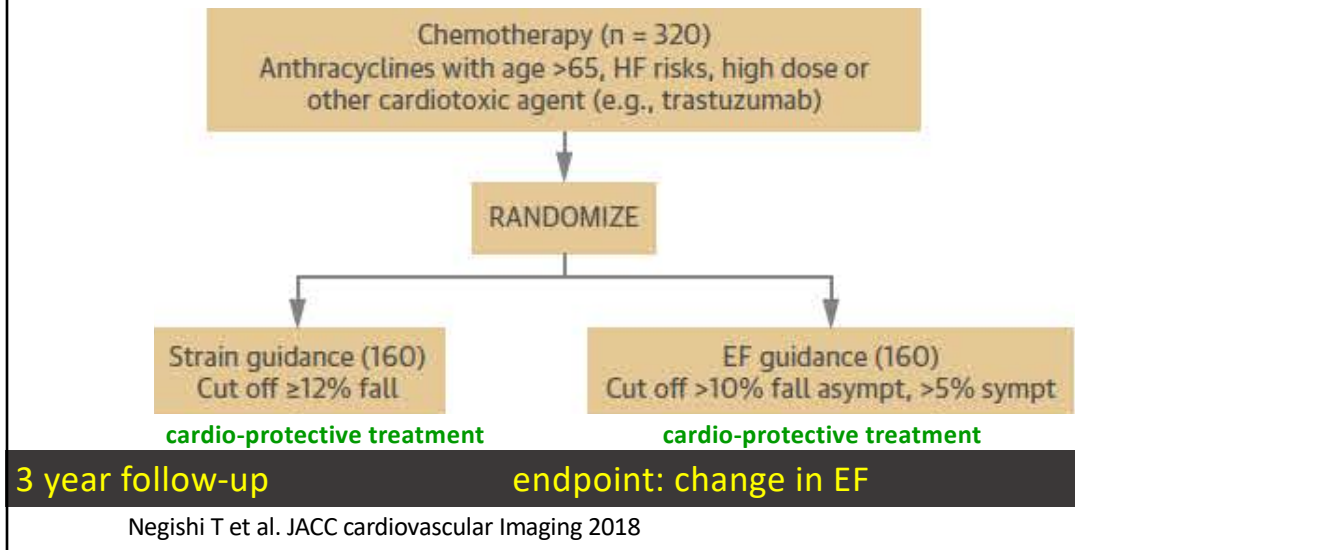 Chemotherapy (n = 320)
Anthracyclines with age >65, HF risks, high dose or
other cardiotoxic agent (e.g., trastuzumab)
RANDOMIZE
Strain guidance (160)
Cut off ≥12% fall
EF guidance (160)
Cut off >10% fall asympt, >5% sympt
cardio-protective treatment
cardio-protective treatment
3 year follow-up
endpoint: change in EF
Negishi T et al. JACC cardiovascular Imaging 2018